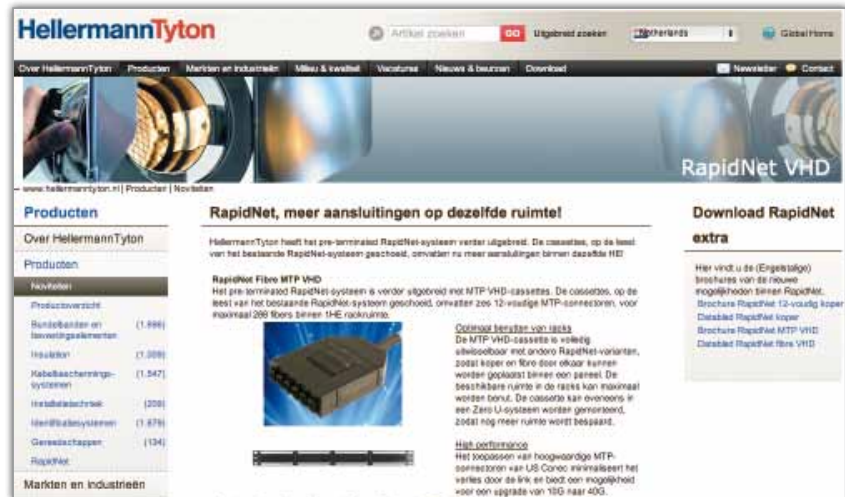 HellermannTyton
Artikel zoeken GO Uitgebreid zoeken Netherlands Global Home
Over HellermannTyton Producten Markten en industrieën Milieu & kwaliteit Vacatures Nieuws & beurzen Download Newsletter Contact
RapidNet VHD
www.hellermanntyton.nl | Producten | Noviteiten
Producten
Over HellermannTyton
Producten
Noviteiten
Productoverzicht
Bundelbanden en bevestigingselementen (1.666)
Insulation
Kabelbeschermings-systemen (1.547)
Installatietechniek (209)
Identificatiesystemen (1.679)
Gereedschappen (134)
RapidNet
Markten en industrieën
RapidNet, meer aansluitingen op dezelfde ruimte!
HellermannTyton heeft het pre-terminated RapidNet-systeem verder uitgebreid. De cassettes, op de leest
van het bestaande RapidNet-systeem geschoeid, omvatten nu meer aansluitingen binnen dezelfde HE!
RapidNet Fibre MTP VHD
Het pre terminated RapidNet-systeem is verder uitgebreid met MTP VHD-cassettes. De cassettes, op de
leest van het bestaande RapidNet-systeem geschoeid, omvatten zes 12-voudige MTP-connectoren, voor
maximaal 288 fibers binnen 1HE rackruimte.
Optimaal benutten van racks
De MTP VHD-cassette is volledig
uitwisselbaar met andere RapidNet-varianten,
zodat koper en fibre door elkaar kunnen
worden geplaatst binnen een paneel. De
beschikbare ruimte in de racks kan maximaal
worden benut. De cassette kan eveneens in
een Zero U-systeem worden gemonteerd,
zodat nog meer ruimte wordt bespaard.
High performance
Het toepassen van hoogwaardige MTP-
connectoren van US Conec minimaliseert het
verlies door de link en biedt een mogelijkheid
voor een upgrade van 10G naar 40G.
Download RapidNet
extra
Hier vindt u de (Engelstalige)
brochures van de nieuwe
mogelijkheden binnen RapidNet.
Brochure RapidNet 12-voudig koper
Datablad RapidNet koper
Brochure RapidNet MTP VHD
Datablad RapidNet fibre VHD